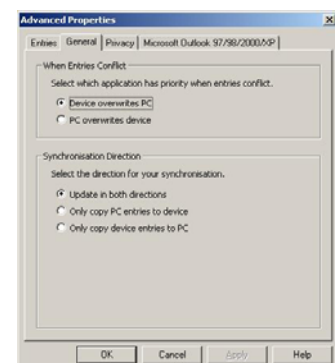 Advanced Properties
Entries General Privacy Microsoft Outlook 97/98/2000/XP
When Entries Conflict
Select which application has priority when entries conflict.
Device overwrites PC
PC overwrites device
Synchronisation Direction
Select the direction for your synchronisation.
Update in both directions
Only copy PC entries to device
Only copy device entries to PC
OK Cancel Apply Help